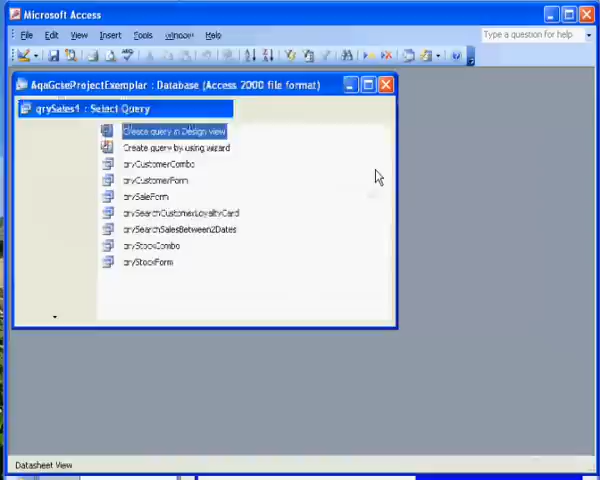 Microsoft Access
File Edit View Insert Tools Window Help
Type a question for help
AqaGcseProjectExemplar : Database (Access 2000 file format)
qrySales1 : Select Query
Create query in Design view
Create query by using wizard
qryCustomerCombo
qryCustomerForm
qrySaleForm
qrySearchCustomerLoyaltyCard
qrySearchSalesBetween2Dates
qryStockCombo
qryStockForm
Datasheet View